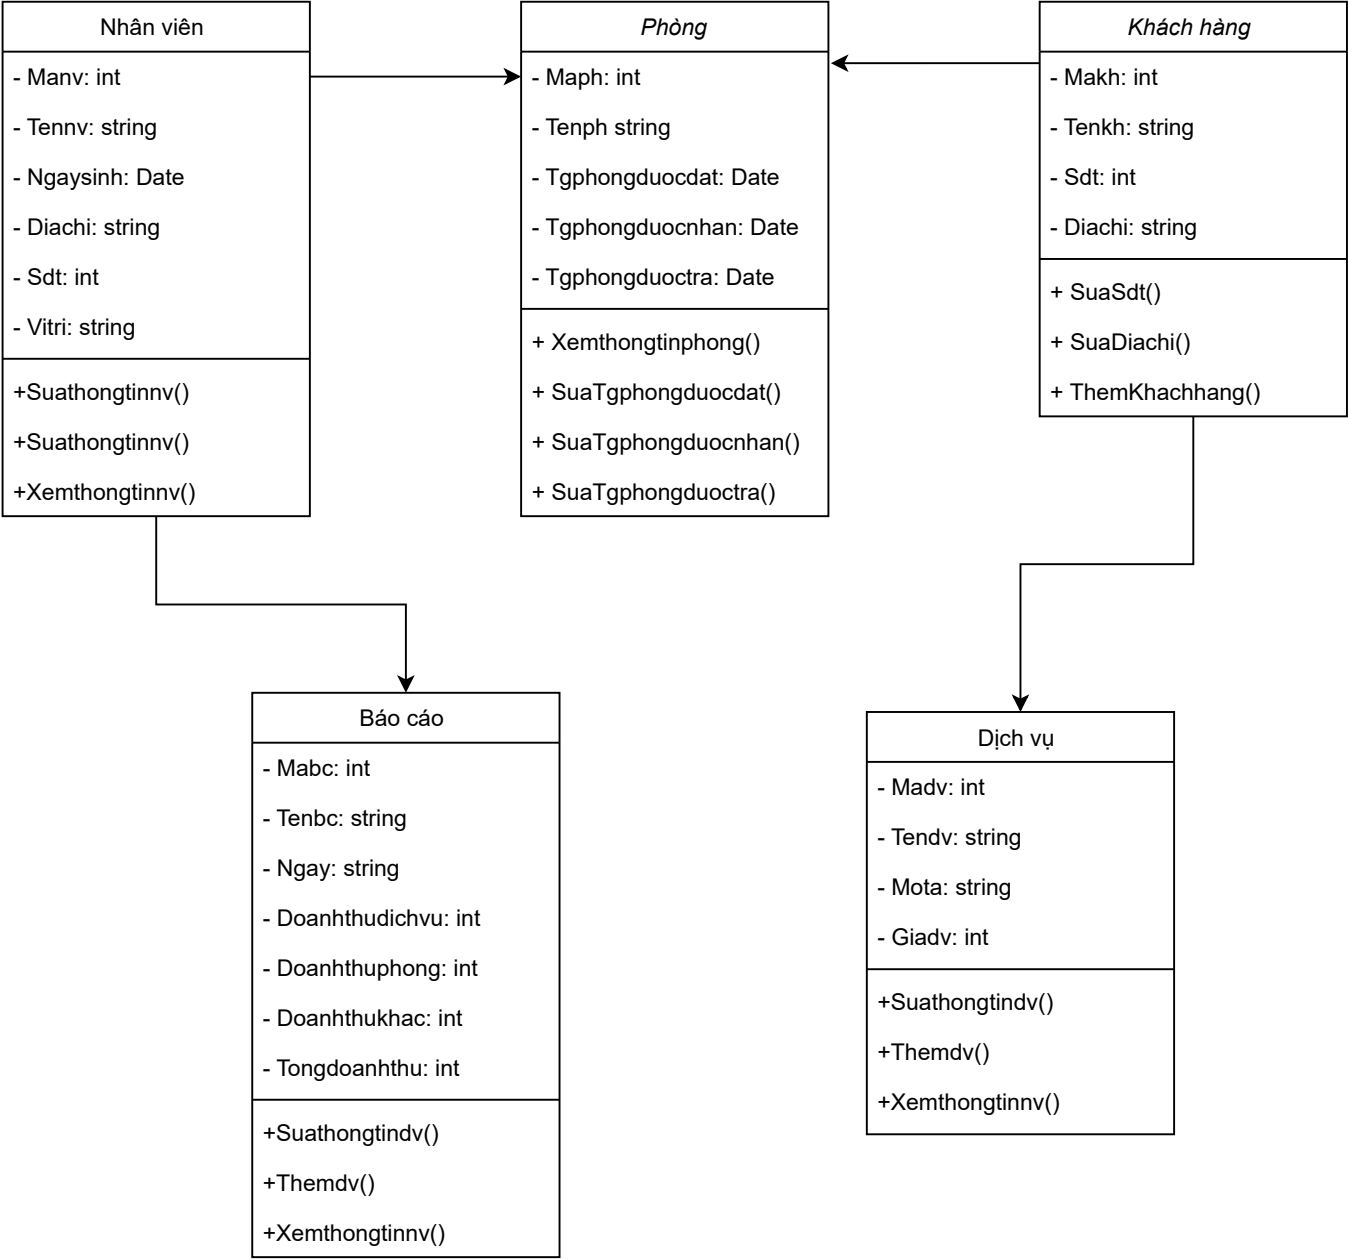 Nhân viên
- Manv: int
- Tennv: string
- Ngaysinh: Date
- Diachi: string
- Sdt: int
- Vitri: string
+Suathongtinnv()
+Suathongtinnv()
+Xemthongtinnv()
Phòng
- Maph: int
- Tenph string
- Tgphongduocdat: Date
- Tgphongduocnhan: Date
- Tgphongduoctra: Date
+ Xemthongtinphong()
+ SuaTgphongduocdat()
+ SuaTgphongduocnhan()
+ SuaTgphongduoctra()
Khách hàng
- Makh: int
- Tenkh: string
- Sdt: int
- Diachi: string
+ SuaSdt()
+ SuaDiachi()
+ ThemKhachhang()
Báo cáo
- Mabc: int
- Tenbc: string
- Ngay: string
- Doanhthudichvu: int
- Doanhthuphong: int
- Doanhthukhac: int
- Tongdoanhthu: int
+Suathongtindv()
+Themdv()
+Xemthongtinnv()
Dịch vụ
- Madv: int
- Tendv: string
- Mota: string
- Giadv: int
+Suathongtindv()
+Themdv()
+Xemthongtinnv()